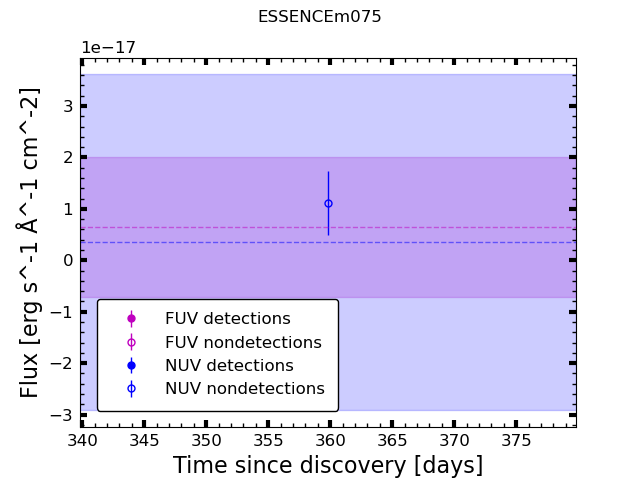 ESSENCEm075
1e−17
Flux [erg s^-1 Å^-1 cm^-2]
3
2
1
0
−1
−2
−3
FUV detections
FUV nondetections
NUV detections
NUV nondetections
340 345 350 355 360 365 370 375
Time since discovery [days]